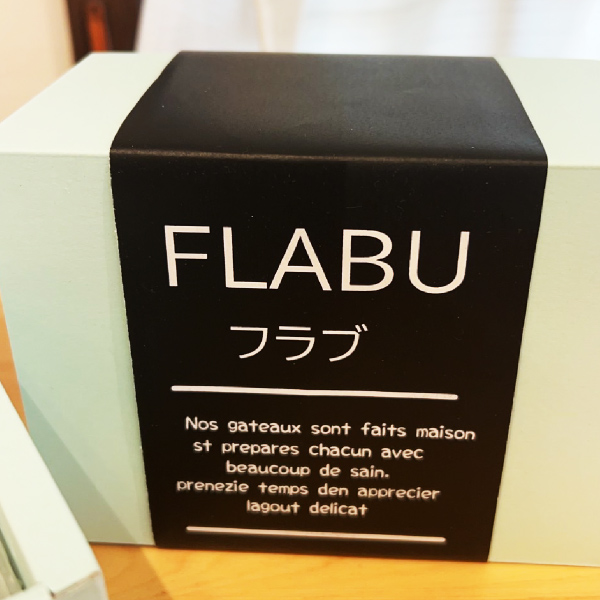 FLABU
フラブ
Nos gateaux sont faits maison
st prepares chacun avec
beaucoup de sain.
prenezie temps den apprecier
lagout delicat